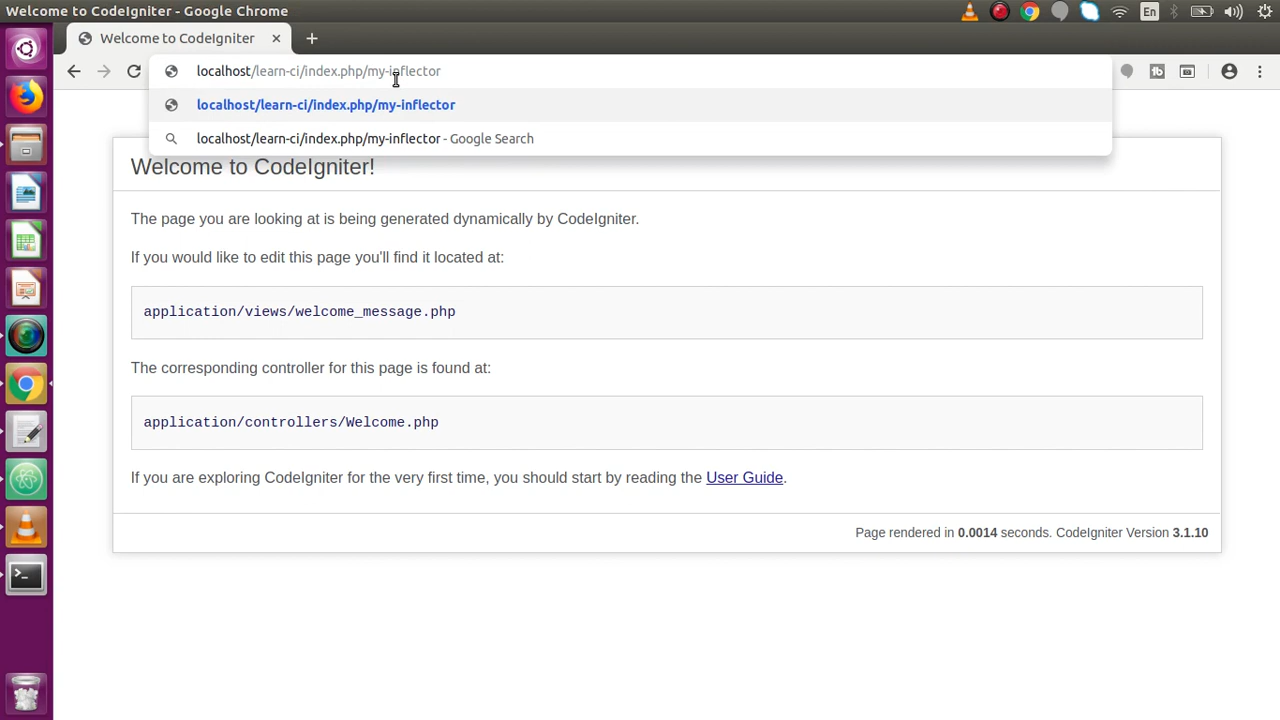 Welcome to CodeIgniter - Google Chrome
En
Welcome to CodeIgniter
localhost/learn-ci/index.php/my-inflector
localhost/learn-ci/index.php/my-inflector
localhost/learn-ci/index.php/my-inflector - Google Search
Welcome to CodeIgniter!
The page you are looking at is being generated dynamically by CodeIgniter.
If you would like to edit this page you'll find it located at:
application/views/welcome_message.php
The corresponding controller for this page is found at:
application/controllers/Welcome.php
If you are exploring CodeIgniter for the very first time, you should start by reading the User Guide.
Page rendered in 0.0014 seconds. CodeIgniter Version 3.1.10